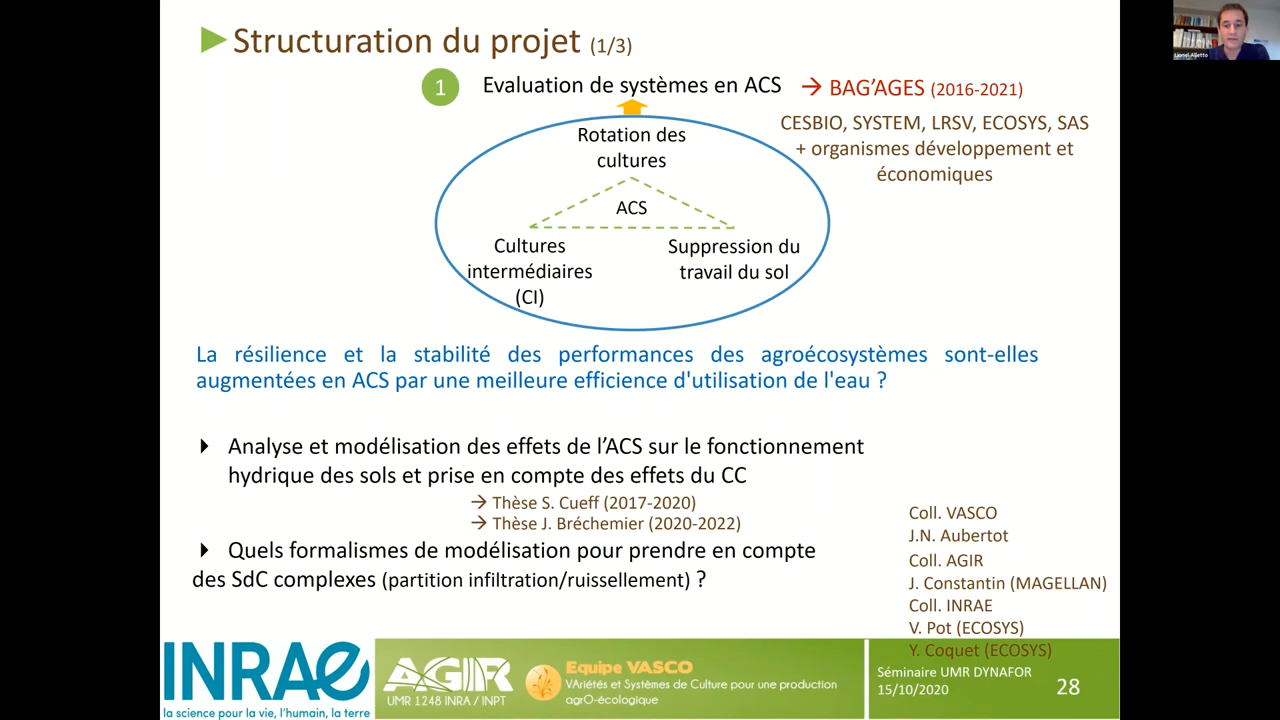 Structuration du projet (1/3)
1
Evaluation de systèmes en ACS
→ BAG'AGES (2016-2021)
CESBIO, SYSTEM, LRSV, ECOSYS, SAS
+ organismes développement et
économiques
Rotation des
cultures
ACS
Cultures
intermédiaires
(CI)
Suppression du
travail du sol
La résilience et la stabilité des performances des agroécosystèmes sont-elles
augmentées en ACS par une meilleure efficience d'utilisation de l'eau ?
Analyse et modélisation des effets de l'ACS sur le fonctionnement
hydrique des sols et prise en compte des effets du CC
→ Thèse S. Cueff (2017-2020)
→ Thèse J. Bréchemier (2020-2022)
Quels formalismes de modélisation pour prendre en compte
des SdC complexes (partition infiltration/ruissellement) ?
Coll. VASCO
J.N. Aubertot
Coll. AGIR
J. Constantin (MAGELLAN)
Coll. INRAE
V. Pot (ECOSYS)
Y. Coquet (ECOSYS)
INRAE
la science pour la vie, l'humain, la terre
AGIR
UMR 1248 INRA / INPT
Equipe VASCO
VAriétés et Systèmes de Culture pour une production
agrO-écologique
Séminaire UMR DYNAFOR
15/10/2020
28
Lionel Alletto